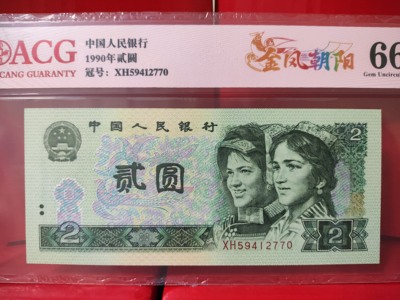 ACG
CANG GUARANTY
中国人民银行
1990年贰圆
冠号：XH59412770
金凤朝阳
66
Gem Uncircul
中国人民银行
2
贰圆
XH59412770
2
2